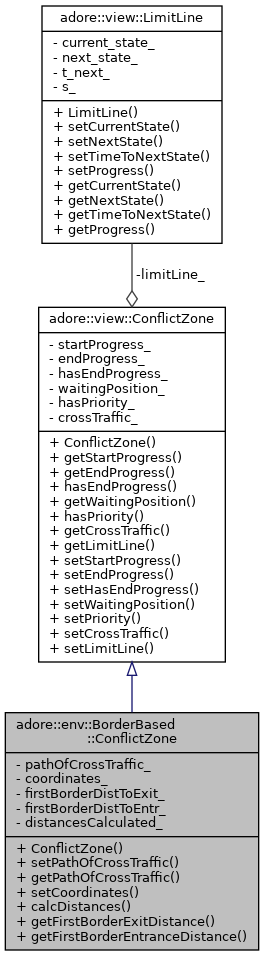 adore::view::LimitLine
- current_state_
- next_state_
- t_next_
- s_
+ LimitLine()
+ setCurrentState()
+ setNextState()
+ setTimeToNextState()
+ setProgress()
+ getCurrentState()
+ getNextState()
+ getTimeToNextState()
+ getProgress()
-limitLine_
adore::view::ConflictZone
- startProgress_
- endProgress_
- hasEndProgress_
- waitingPosition_
- hasPriority_
- crossTraffic_
+ ConflictZone()
+ getStartProgress()
+ getEndProgress()
+ hasEndProgress()
+ getWaitingPosition()
+ hasPriority()
+ getCrossTraffic()
+ getLimitLine()
+ setStartProgress()
+ setEndProgress()
+ setHasEndProgress()
+ setWaitingPosition()
+ setPriority()
+ setCrossTraffic()
+ setLimitLine()
adore::env::BorderBased
::ConflictZone
- pathOfCrossTraffic_
- coordinates_
- firstBorderDistToExit_
- firstBorderDistToEntr_
- distancesCalculated_
+ ConflictZone()
+ setPathOfCrossTraffic()
+ getPathOfCrossTraffic()
+ setCoordinates()
+ calcDistances()
+ getFirstBorderExitDistance()
+ getFirstBorderEntranceDistance()